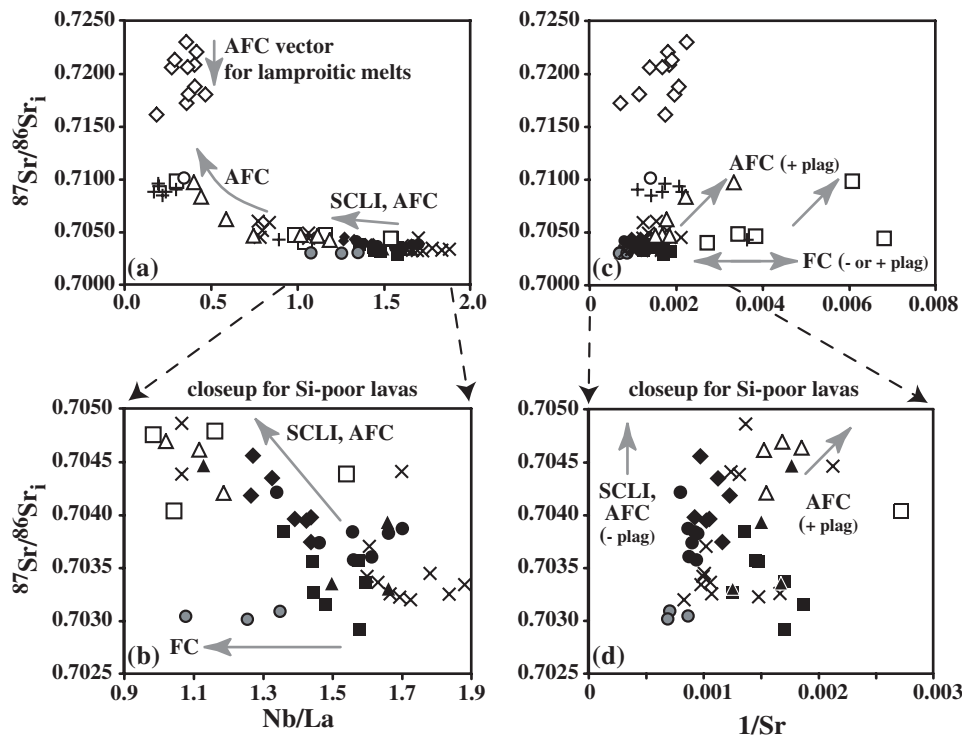 0.7250
0.7200
0.7150
0.7100
0.7050
0.7000
87Sr/86Sri
AFC vector
for lamproitic melts
AFC
SCLI, AFC
(a)
0.0 0.5 1.0 1.5 2.0
0.7250
0.7200
0.7150
0.7100
0.7050
0.7000
87Sr/86Sri
AFC (+ plag)
FC (- or + plag)
(c)
0 0.002 0.004 0.006 0.008
closeup for Si-poor lavas
0.7050
0.7045
0.7040
0.7035
0.7030
0.7025
87Sr/86Sri
SCLI, AFC
FC
(b)
0.9 1.1 1.3 1.5 1.7 1.9
Nb/La
closeup for Si-poor lavas
0.7050
0.7045
0.7040
0.7035
0.7030
0.7025
87Sr/86Sri
SCLI,
AFC
(- plag)
AFC
(+ plag)
(d)
0 0.001 0.002 0.003
1/Sr